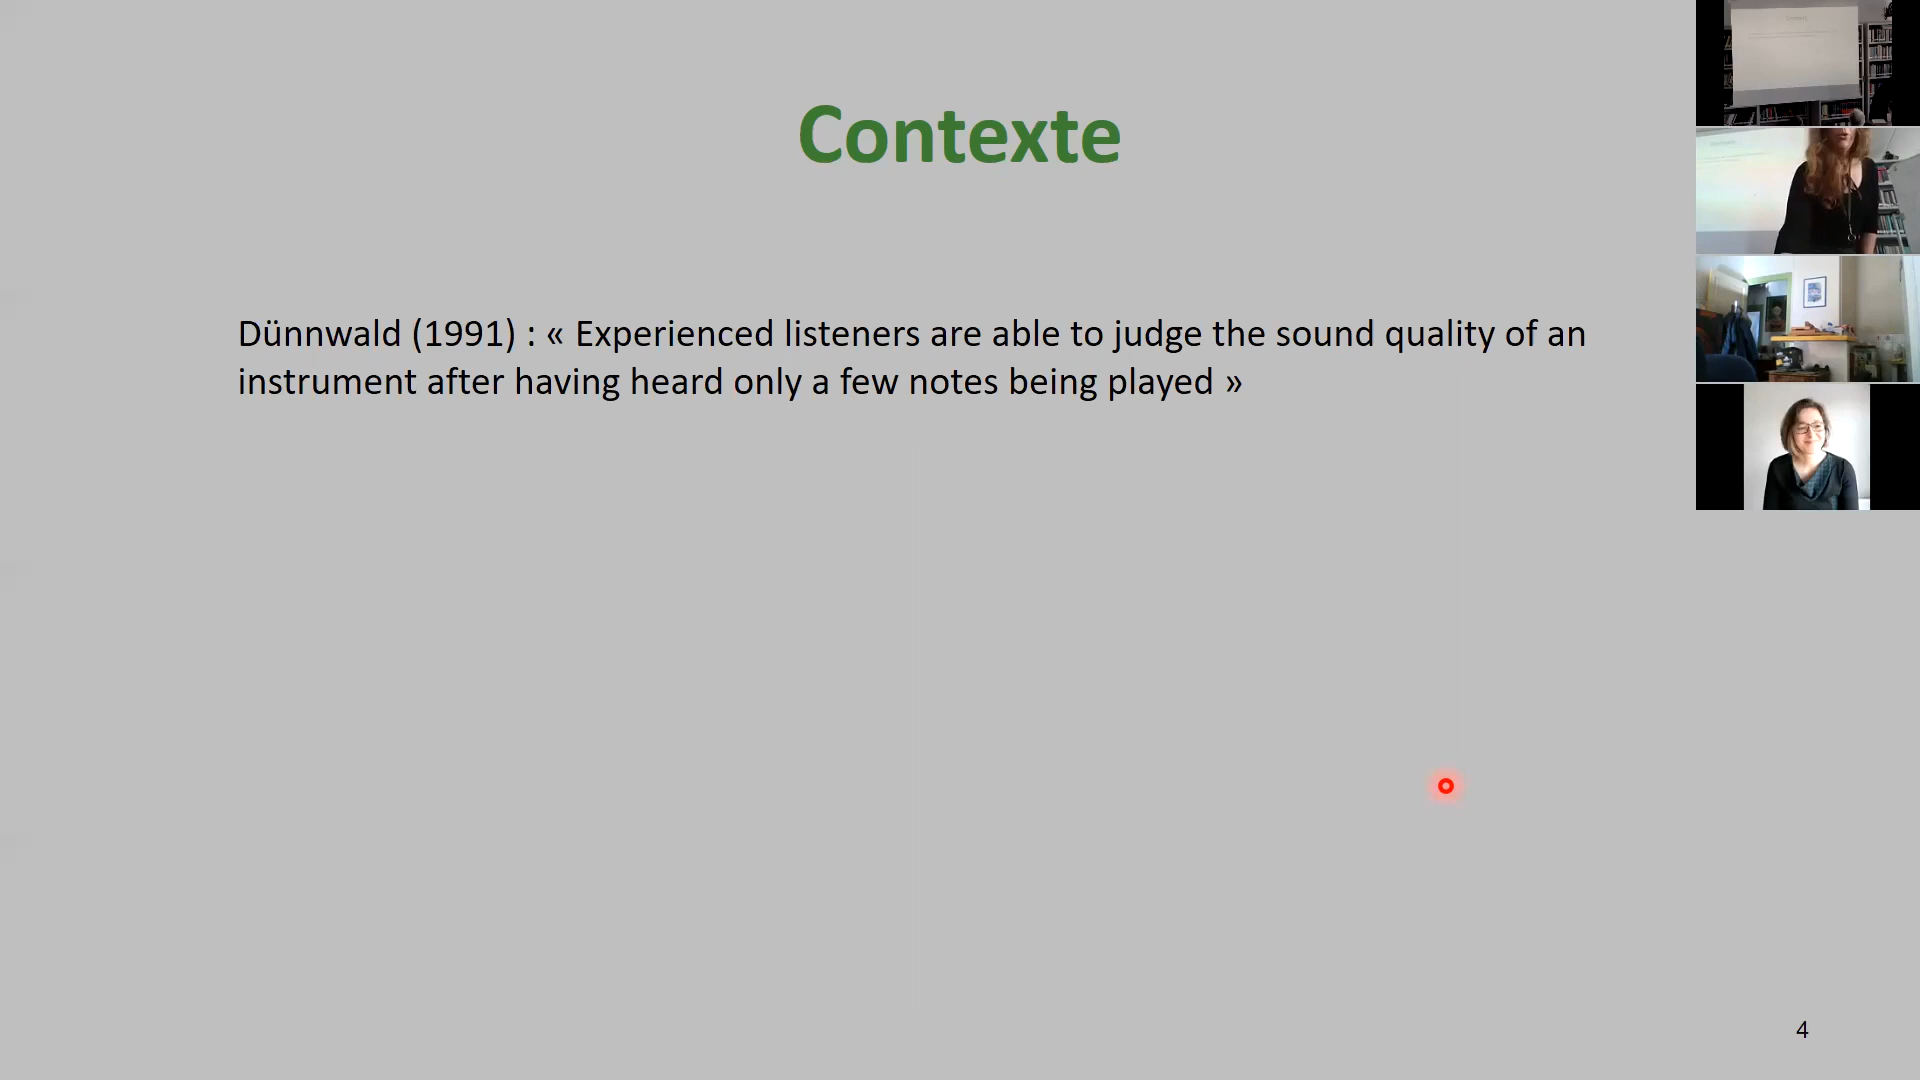 Contexte
Dünnwald (1991) : « Experienced listeners are able to judge the sound quality of an
instrument after having heard only a few notes being played »
4